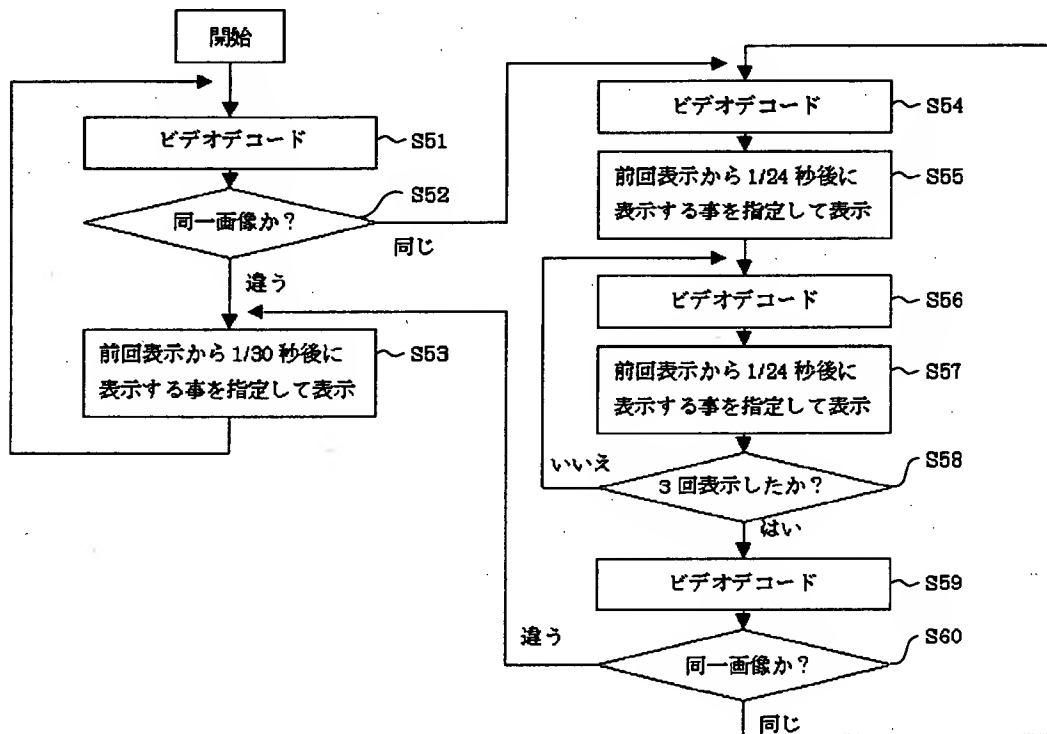 開始
ビデオデコード
S51
S52
同一画像か？
同じ
違う
前回表示から 1/30 秒後に
表示する事を指定して表示
S53
ビデオデコード
S54
前回表示から 1/24 秒後に
表示する事を指定して表示
S55
ビデオデコード
S56
前回表示から 1/24 秒後に
表示する事を指定して表示
S57
いいえ
S58
3 回表示したか？
はい
ビデオデコード
S59
違う
S60
同一画像か？
同じ